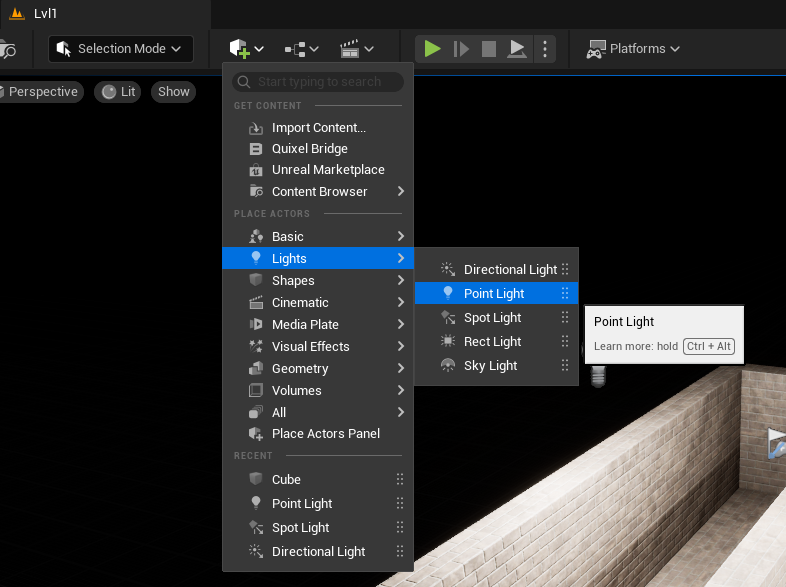 Lvl1
Selection Mode
Platforms
Perspective
Lit
Show
Start typing to search
GET CONTENT
Import Content...
Quixel Bridge
Unreal Marketplace
Content Browser
PLACE ACTORS
Basic
Lights
Shapes
Cinematic
Media Plate
Visual Effects
Geometry
Volumes
All
Place Actors Panel
RECENT
Cube
Point Light
Spot Light
Directional Light
Directional Light
Point Light
Spot Light
Rect Light
Sky Light
Point Light
Learn more: hold Ctrl + Alt